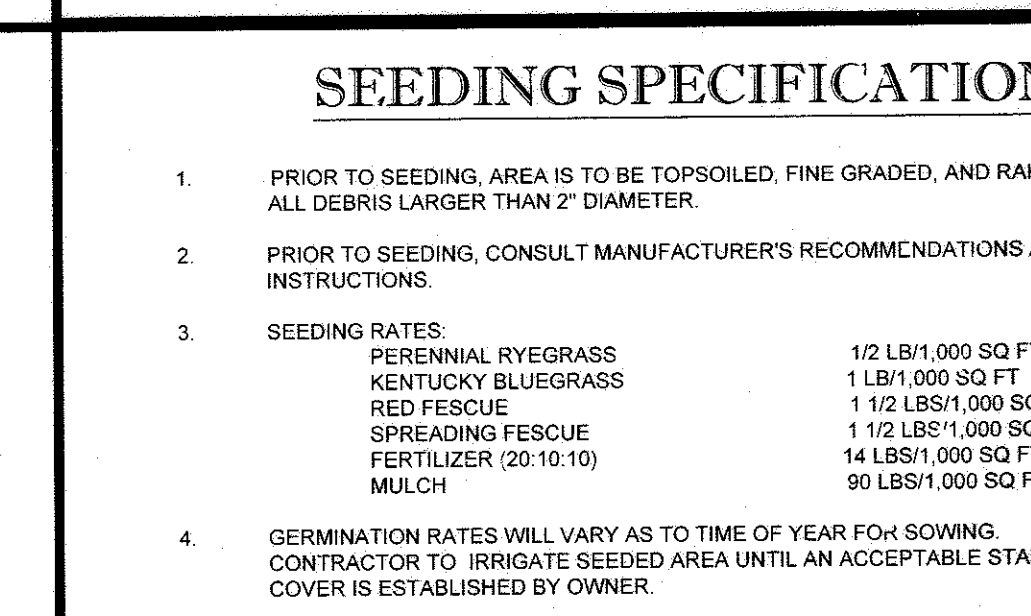 SEEDING SPECIFICATION
1. PRIOR TO SEEDING, AREA IS TO BE TOPSOILED, FINE GRADED, AND
ALL DEBRIS LARGER THAN 2" DIAMETER.
2. PRIOR TO SEEDING, CONSULT MANUFACTURER'S RECOMMENDATIONS
INSTRUCTIONS.
3. SEEDING RATES:
PERENNIAL RYEGRASS 1/2 LB/1,000 SQ FT
KENTUCKY BLUEGRASS 1 LB/1,000 SQ FT
RED FESCUE 1 1/2 LBS/1,000 SQ
SPREADING FESCUE 1 1/2 LBS/1,000 SQ
FERTILIZER (20:10:10) 14 LBS/1,000 SQ F
MULCH 90 LBS/1,000 SQ F
4. GERMINATION RATES WILL VARY AS TO TIME OF YEAR FOR SOWING.
CONTRACTOR TO IRRIGATE SEEDED AREA UNTIL AN ACCEPTABLE STA
COVER IS ESTABLISHED BY OWNER.